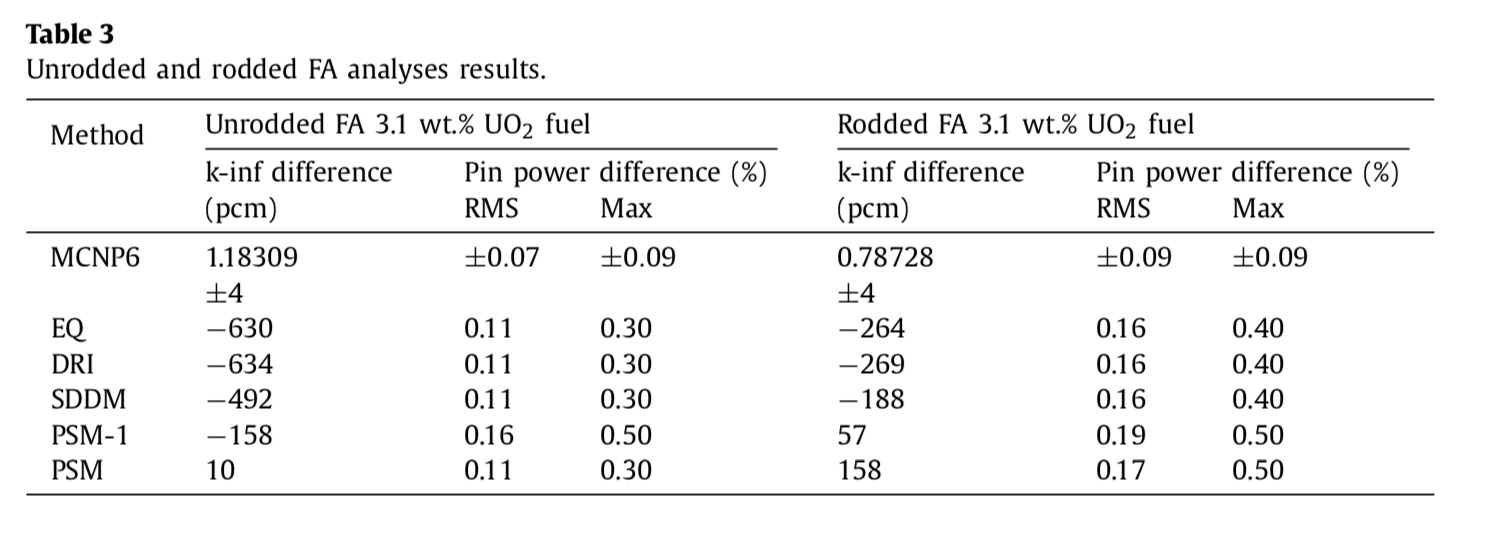 Table 3
Unrodded and rodded FA analyses results.
Method Unrodded FA 3.1 wt.% UO₂ fuel Rodded FA 3.1 wt.% UO₂ fuel
k-inf difference Pin power difference (%) k-inf difference Pin power difference (%)
(pcm) RMS Max (pcm) RMS Max
MCNP6 1.18309 ±0.07 ±0.09 0.78728 ±0.09 ±0.09
±4 ±4
EQ −630 0.11 0.30 −264 0.16 0.40
DRI −634 0.11 0.30 −269 0.16 0.40
SDDM −492 0.11 0.30 −188 0.16 0.40
PSM-1 −158 0.16 0.50 57 0.19 0.50
PSM 10 0.11 0.30 158 0.17 0.50